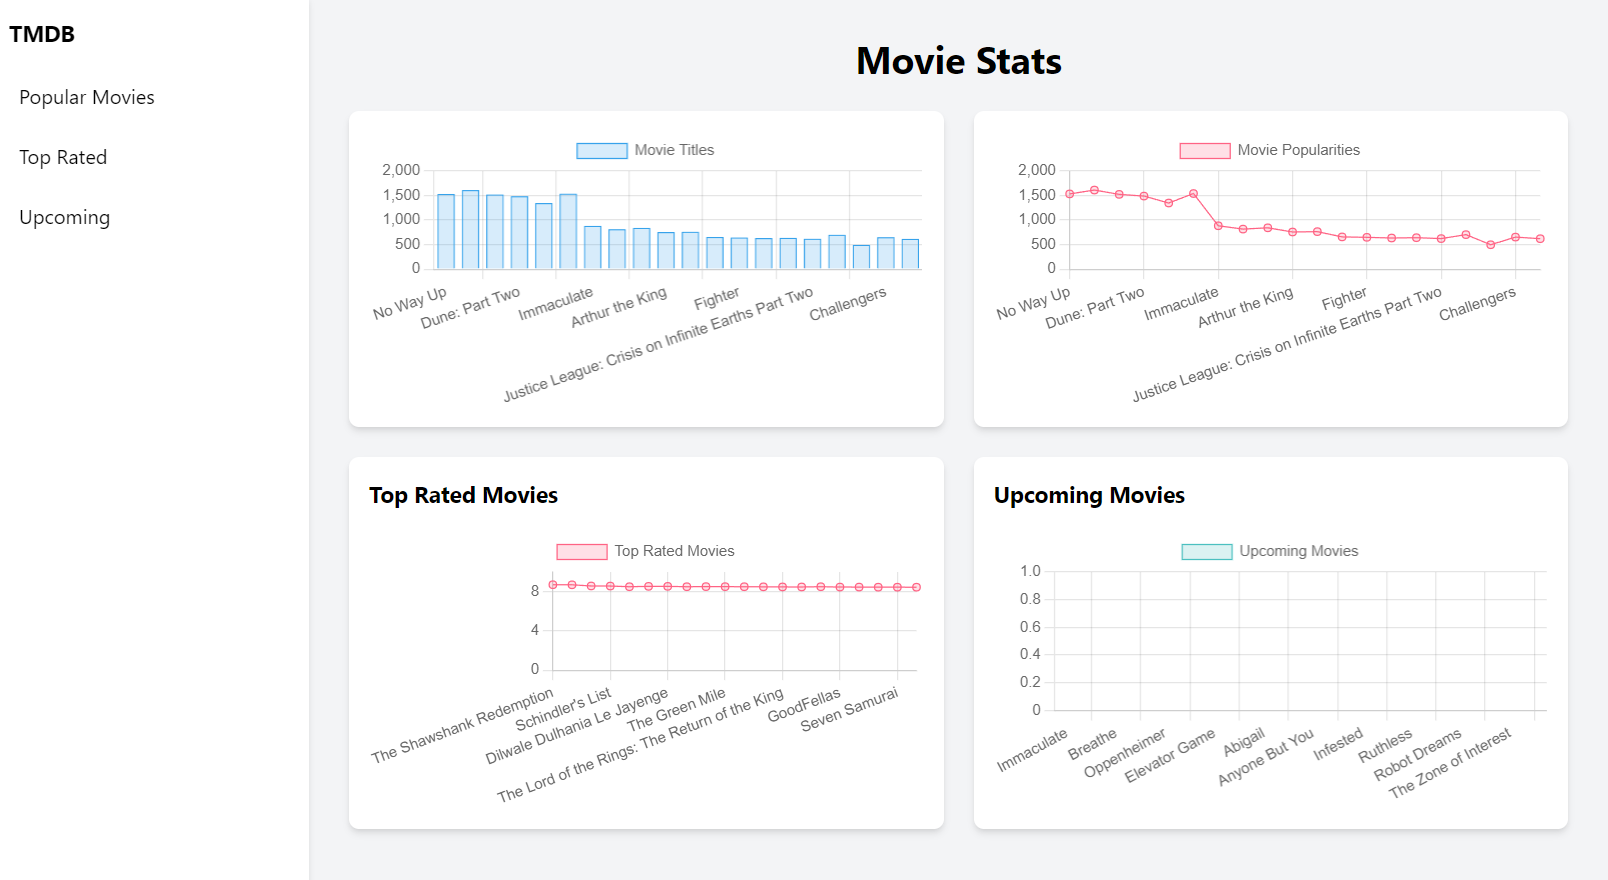 TMDB
Popular Movies
Top Rated
Upcoming
Movie Stats
Movie Titles
2,000
1,500
1,000
500
0
No Way Up
Dune: Part Two
Immaculate
Arthur the King
Fighter
Justice League: Crisis on Infinite Earths Part Two
Challengers
Movie Popularities
2,000
1,500
1,000
500
0
No Way Up
Dune: Part Two
Immaculate
Arthur the King
Fighter
Justice League: Crisis on Infinite Earths Part Two
Challengers
Top Rated Movies
Top Rated Movies
8
4
0
The Shawshank Redemption
Schindler's List
Dilwale Dulhania Le Jayenge
The Green Mile
The Lord of the Rings: The Return of the King
GoodFellas
Seven Samurai
Upcoming Movies
Upcoming Movies
1.0
0.8
0.6
0.4
0.2
0
Immaculate
Breathe
Oppenheimer
Elevator Game
Abigail
Anyone But You
Infested
Ruthless
Robot Dreams
The Zone of Interest